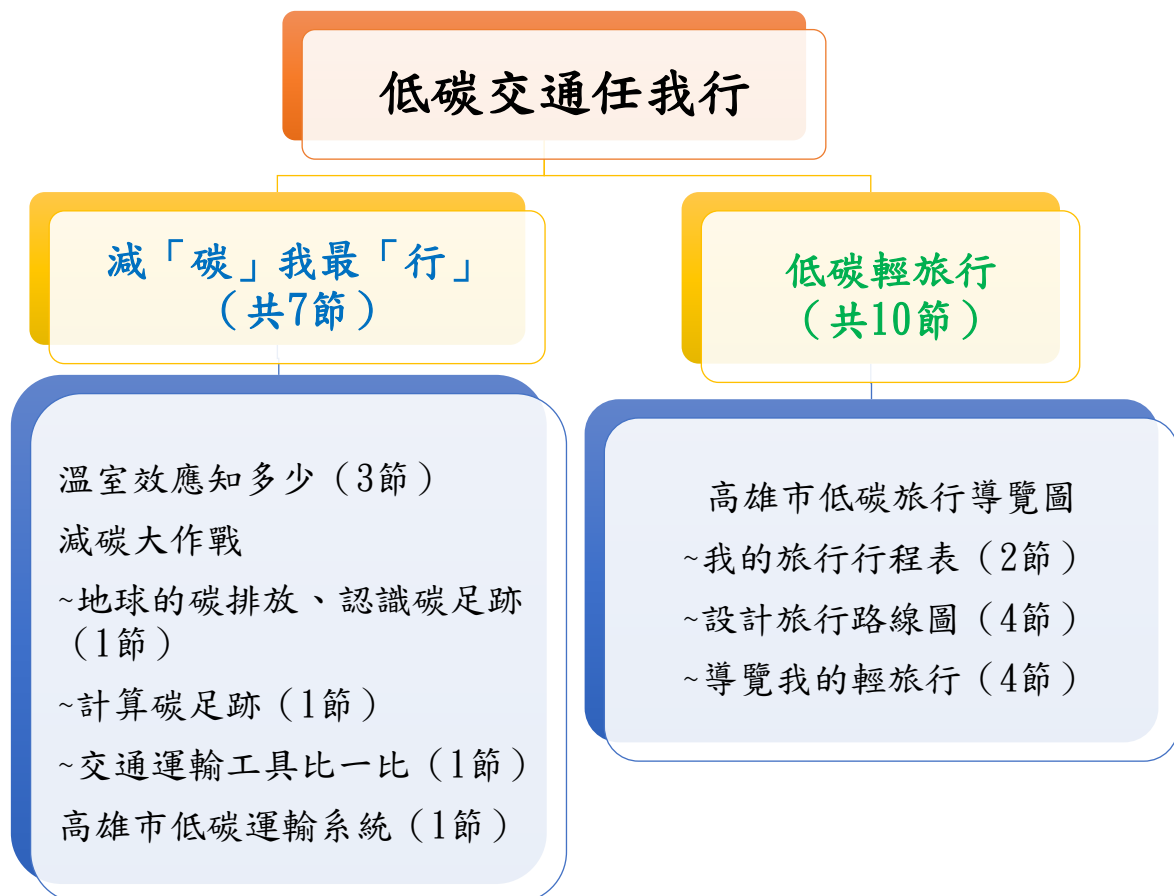 低碳交通任我行
減「碳」我最「行」
（共7節）
溫室效應知多少（3節）
減碳大作戰
~地球的碳排放、認識碳足跡
（1節）
~計算碳足跡（1節）
~交通運輸工具比一比（1節）
高雄市低碳運輸系統（1節）
低碳輕旅行
（共10節）
高雄市低碳旅行導覽圖
~我的旅行行程表（2節）
~設計旅行路線圖（4節）
~導覽我的輕旅行（4節）